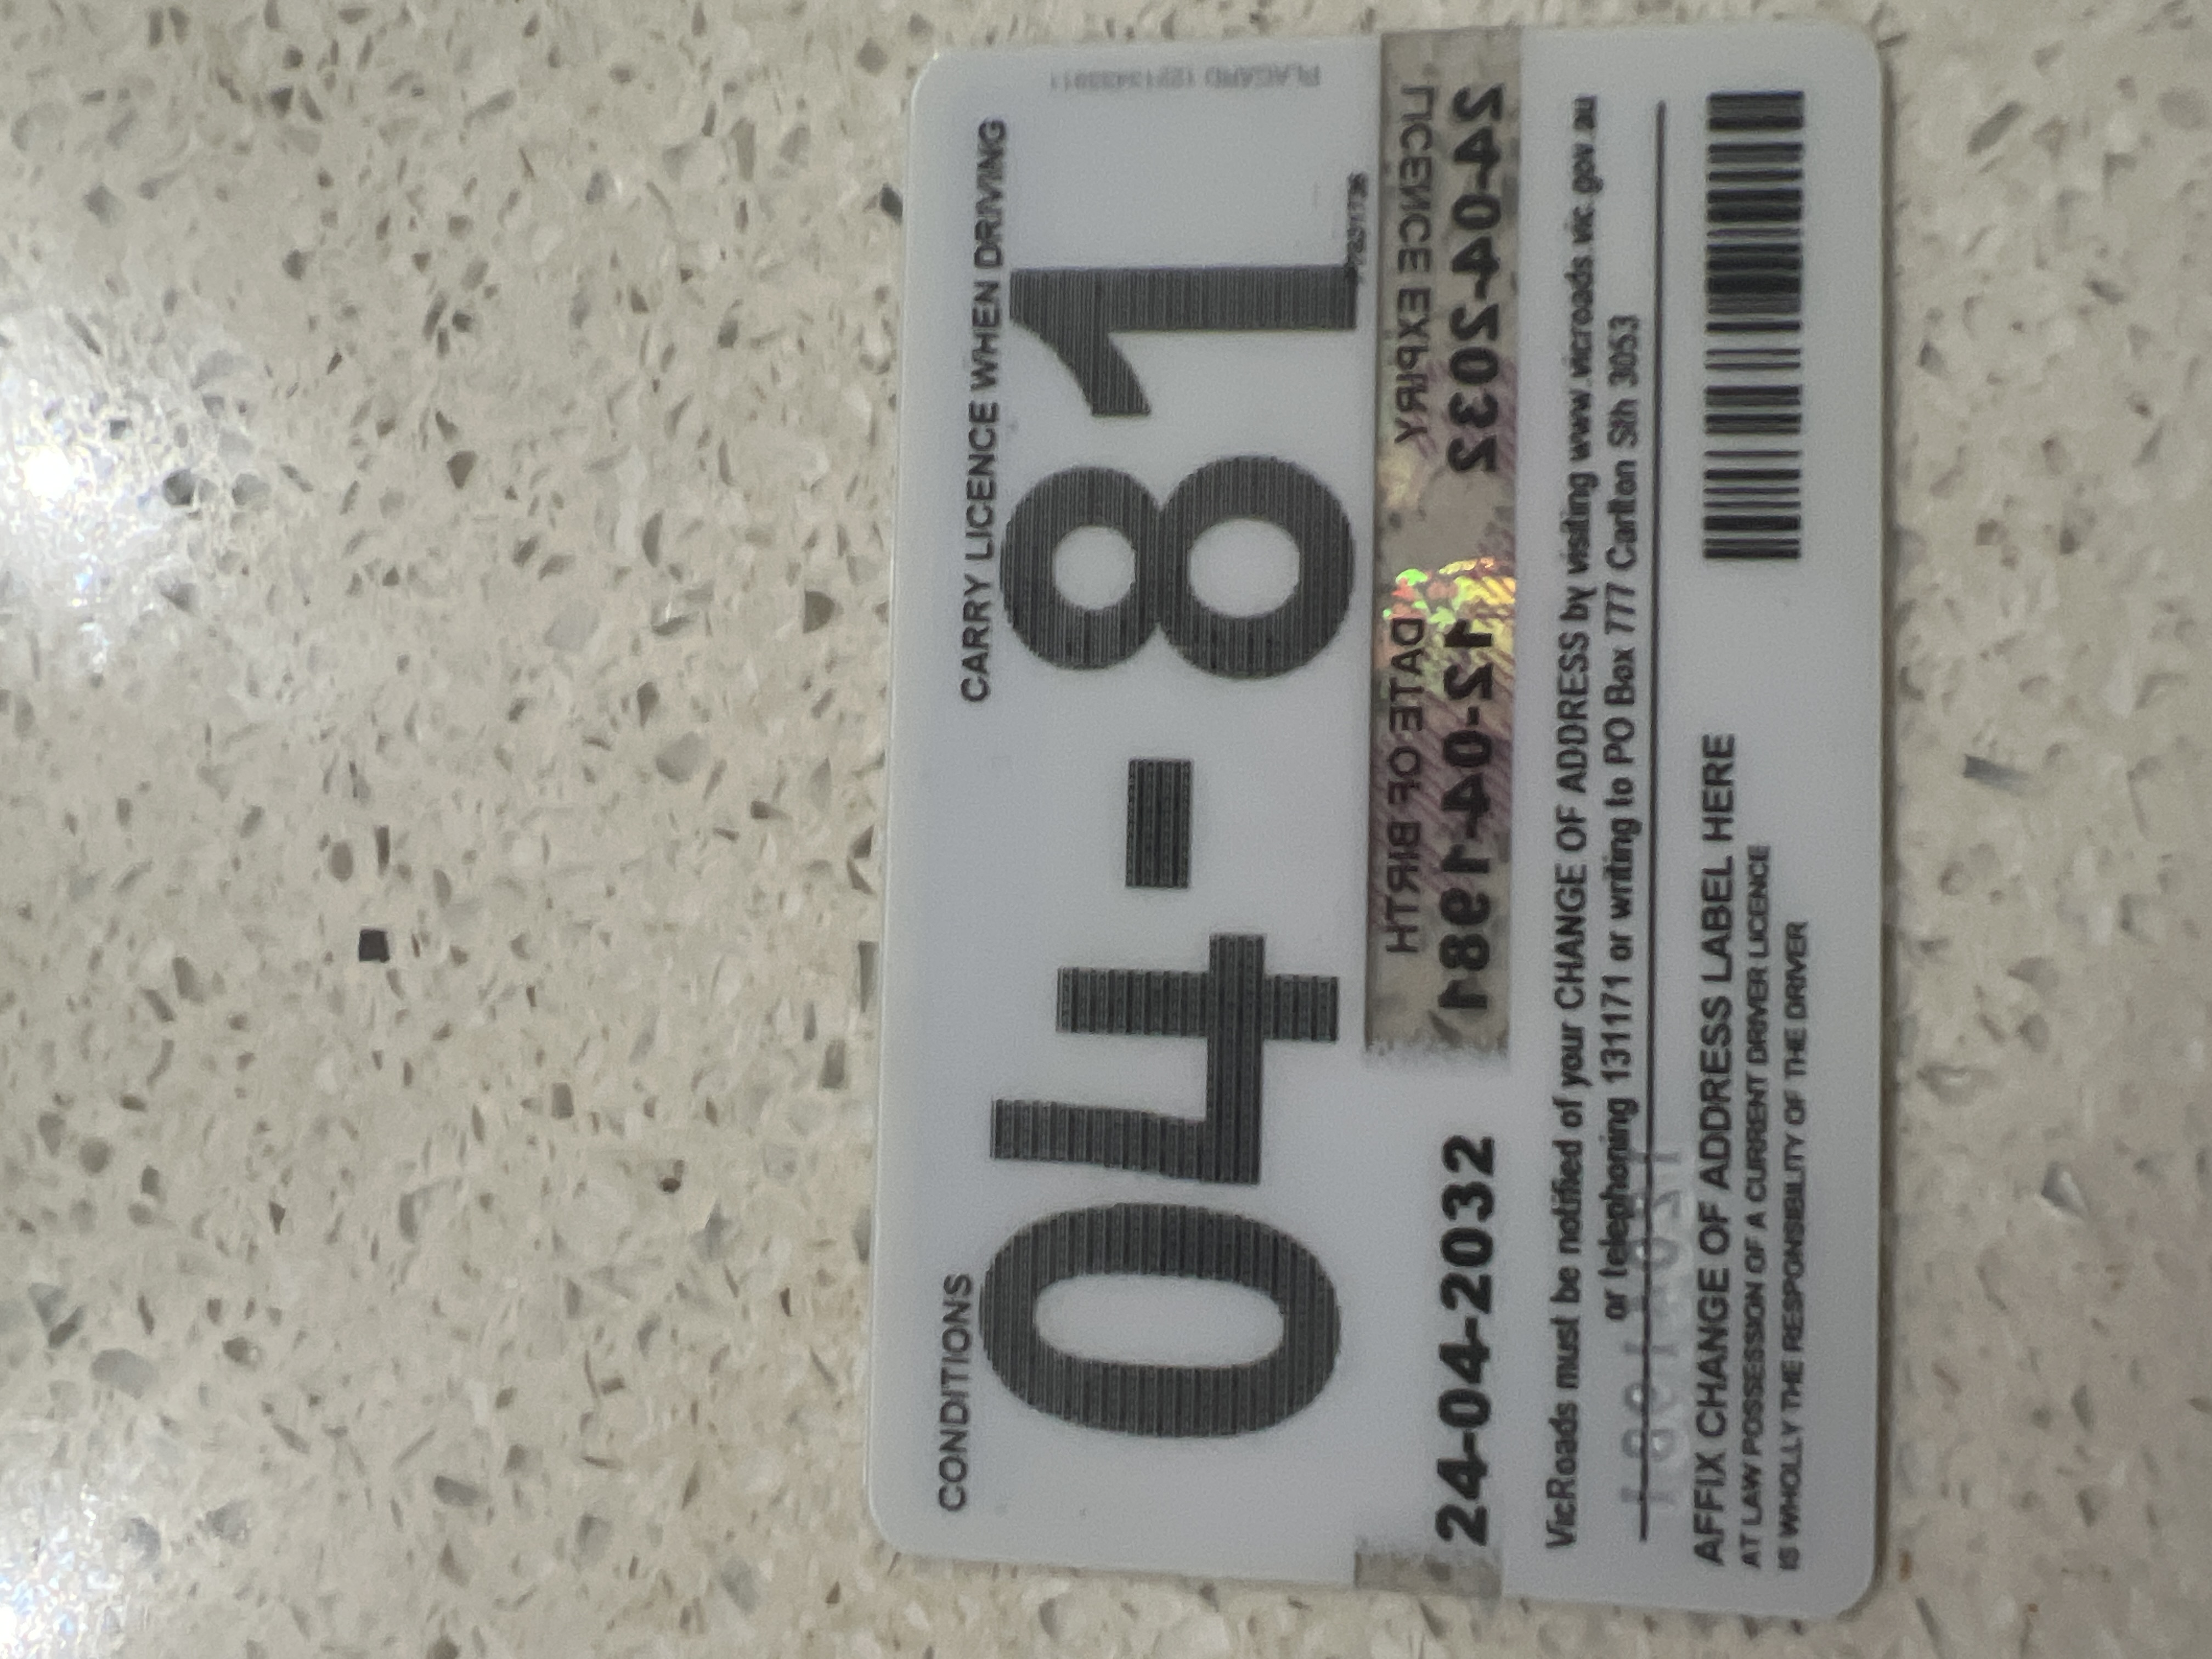 CONDITIONS
CARRY LICENCE WHEN DRIVING
04-81
DATE OF BIRTH
LICENCE EXPIRY
24-04-2032
12-04-1981
24-04-2032
VicRoads must be notified of your CHANGE OF ADDRESS by visiting www.vicroads.vic.gov.au
or telephoning 131171 or writing to PO Box 777 Carlton Sth 3053
12041981
AFFIX CHANGE OF ADDRESS LABEL HERE
AT LAW POSSESSION OF A CURRENT DRIVER LICENCE
IS WHOLLY THE RESPONSIBILITY OF THE DRIVER